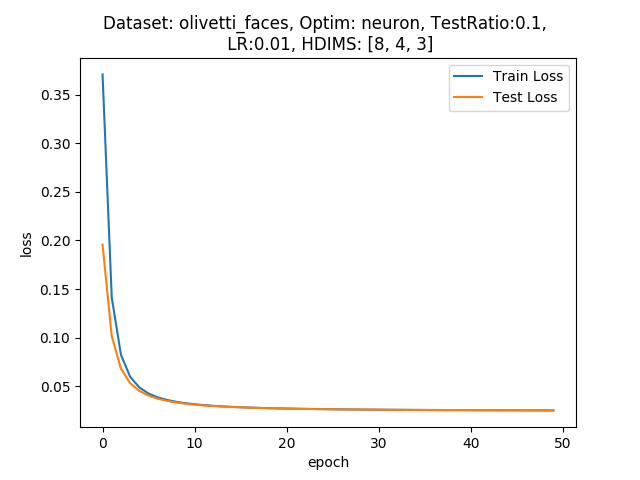 Dataset: olivetti_faces, Optim: neuron, TestRatio:0.1,
LR:0.01, HDIMS: [8, 4, 3]
Train Loss
Test Loss
0.35
0.30
0.25
0.20
0.15
0.10
0.05
loss
0
10
20
30
40
50
epoch